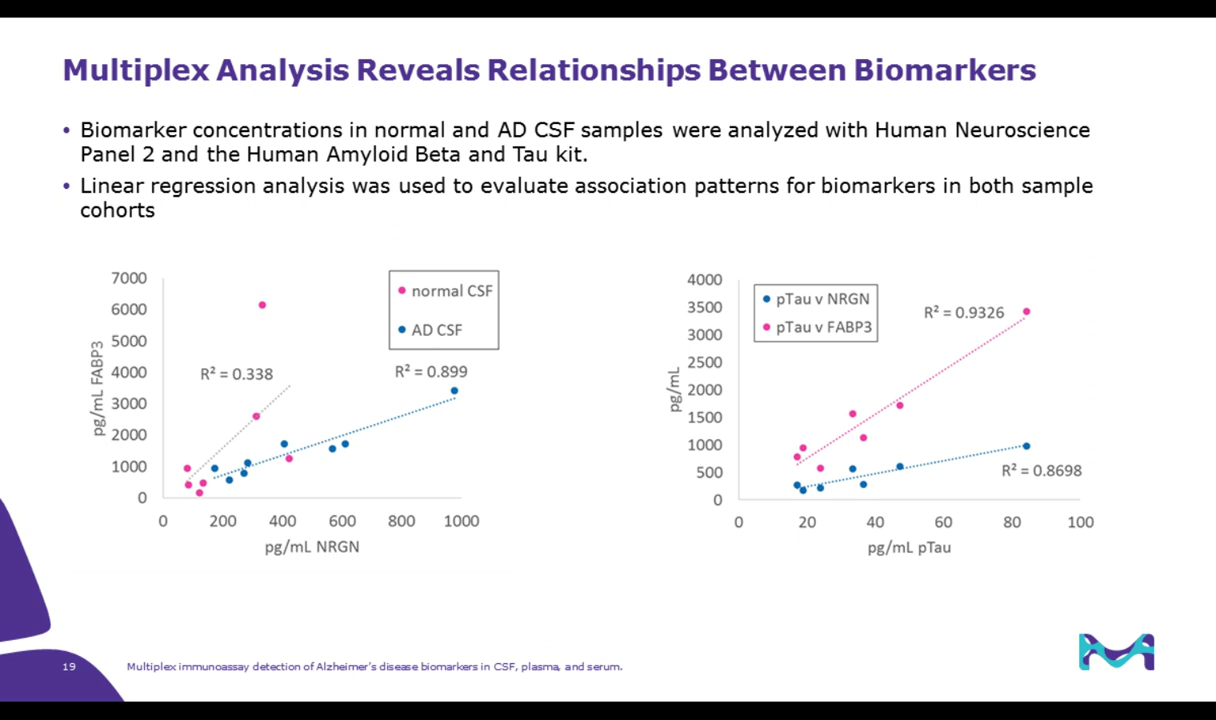 Multiplex Analysis Reveals Relationships Between Biomarkers
• Biomarker concentrations in normal and AD CSF samples were analyzed with Human Neuroscience
Panel 2 and the Human Amyloid Beta and Tau kit.
• Linear regression analysis was used to evaluate association patterns for biomarkers in both sample
cohorts
7000
6000
5000
4000
3000
2000
1000
0
pg/mL FABP3
normal CSF
AD CSF
R² = 0.338
R² = 0.899
0 200 400 600 800 1000
pg/mL NRGN
4000
3500
3000
2500
2000
1500
1000
500
0
pg/mL
pTau v NRGN
pTau v FABP3
R² = 0.9326
R² = 0.8698
0 20 40 60 80 100
pg/mL pTau
19
Multiplex immunoassay detection of Alzheimer's disease biomarkers in CSF, plasma, and serum.